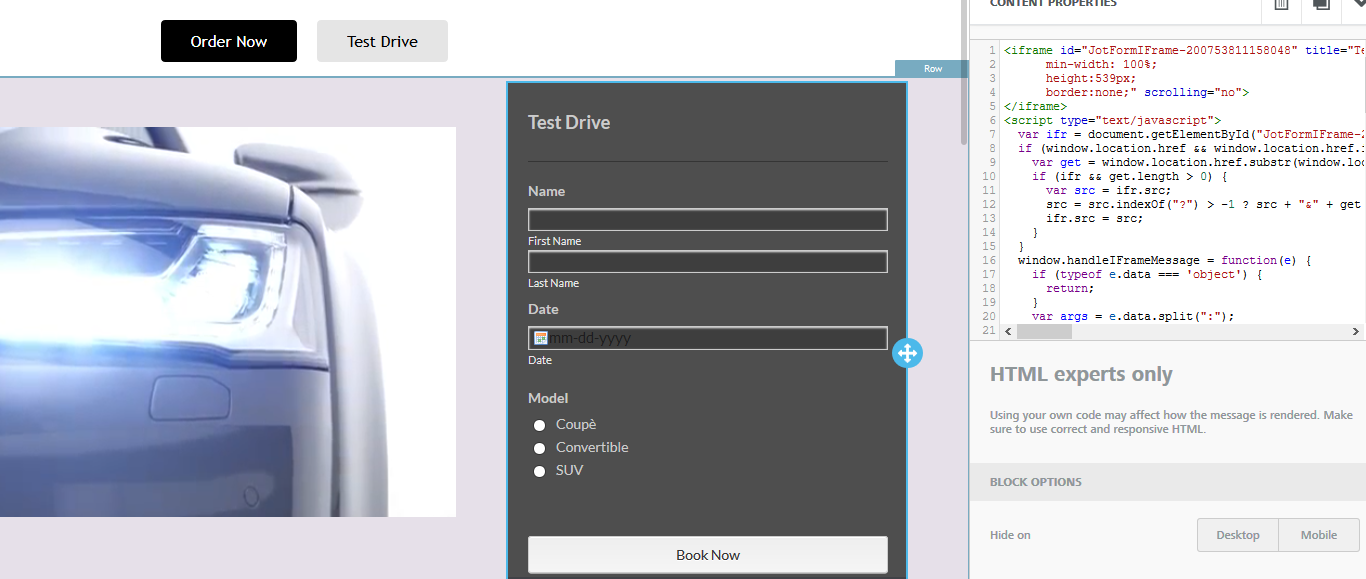 CONTENT PROPERTIES
Order Now
Test Drive
Row
Test Drive
Name
First Name
Last Name
Date
mm-dd-yyyy
Date
Model
Coupè
Convertible
SUV
Book Now
1 <iframe id="JotFormIFrame-200753811158048" title="Te
2 min-width: 100%;
3 height:539px;
4 border:none;" scrolling="no">
5 </iframe>
6 <script type="text/javascript">
7 var ifr = document.getElementById("JotFormIFrame-2
8 if (window.location.href && window.location.href.i
9 var get = window.location.href.substr(window.loc
10 if (ifr && get.length > 0) {
11 var src = ifr.src;
12 src = src.indexOf("?") > -1 ? src + "&" + get
13 ifr.src = src;
14 }
15 }
16 window.handleIFrameMessage = function(e) {
17 if (typeof e.data === 'object') {
18 return;
19 }
20 var args = e.data.split(":");
21
HTML experts only
Using your own code may affect how the message is rendered. Make
sure to use correct and responsive HTML.
BLOCK OPTIONS
Hide on
Desktop
Mobile